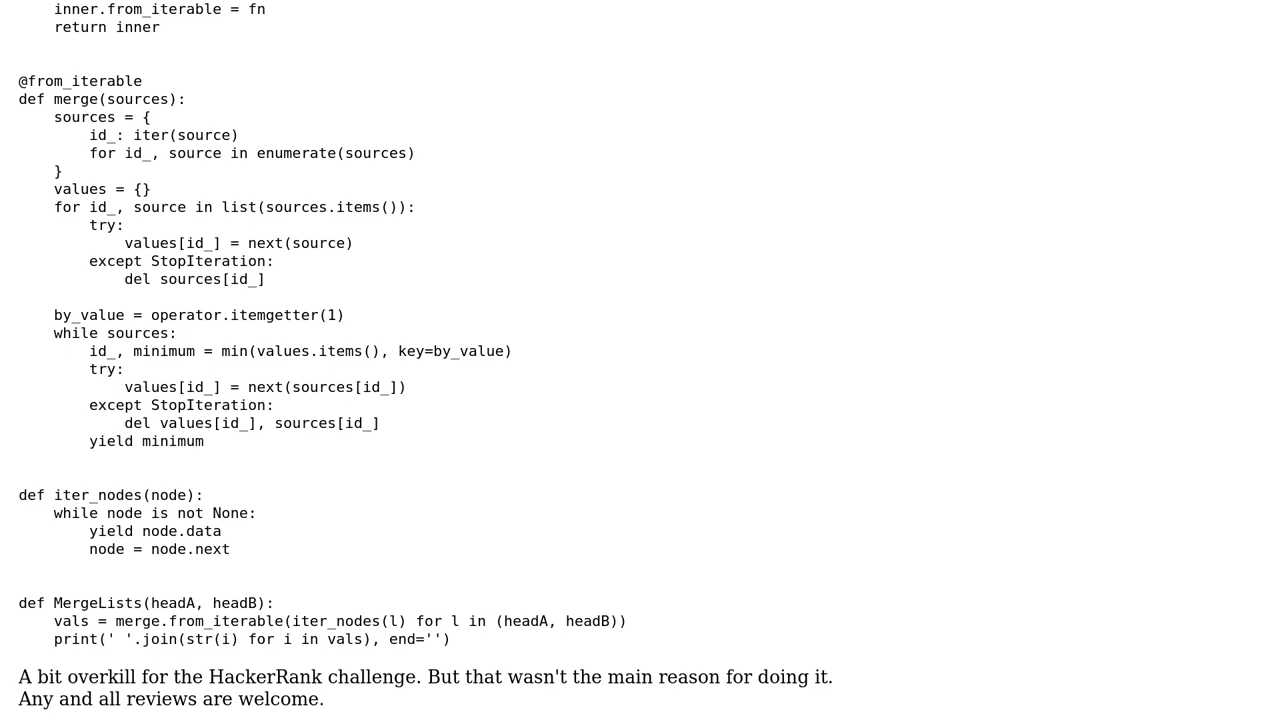 inner.from_iterable = fn
    return inner


@from_iterable
def merge(sources):
    sources = {
        id_: iter(source)
        for id_, source in enumerate(sources)
    }
    values = {}
    for id_, source in list(sources.items()):
        try:
            values[id_] = next(source)
        except StopIteration:
            del sources[id_]

    by_value = operator.itemgetter(1)
    while sources:
        id_, minimum = min(values.items(), key=by_value)
        try:
            values[id_] = next(sources[id_])
        except StopIteration:
            del values[id_], sources[id_]
        yield minimum


def iter_nodes(node):
    while node is not None:
        yield node.data
        node = node.next


def MergeLists(headA, headB):
    vals = merge.from_iterable(iter_nodes(l) for l in (headA, headB))
    print(' '.join(str(i) for i in vals), end='')

A bit overkill for the HackerRank challenge. But that wasn't the main reason for doing it.
Any and all reviews are welcome.